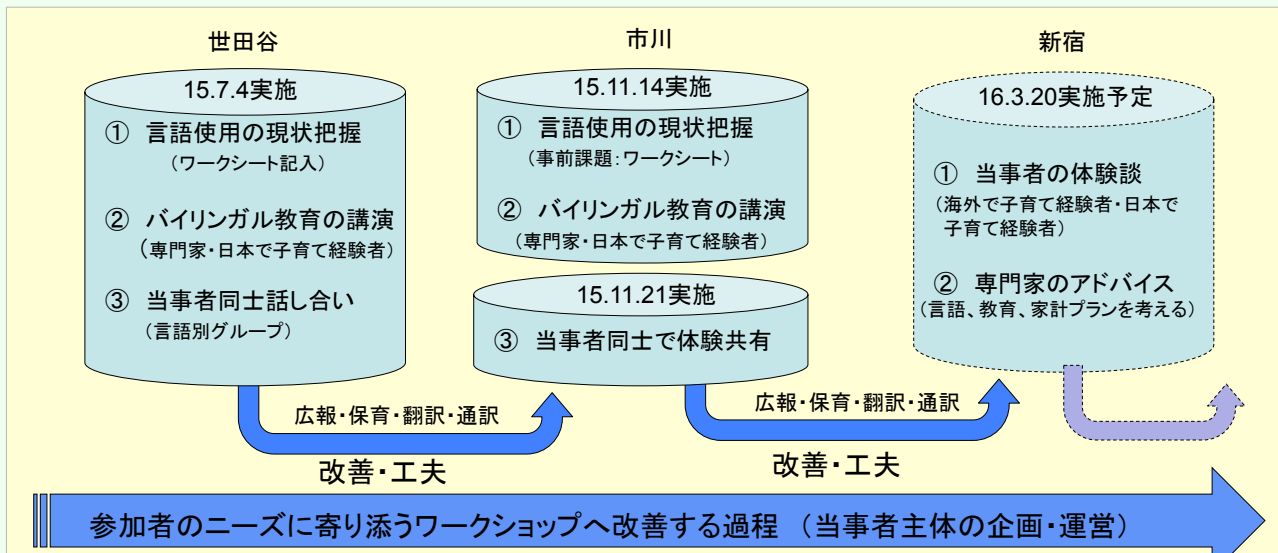 世田谷
15.7.4実施
① 言語使用の現状把握
(ワークシート記入)
② バイリンガル教育の講演
(専門家・日本で子育て経験者)
③ 当事者同士話し合い
(言語別グループ)
市川
15.11.14実施
① 言語使用の現状把握
(事前課題:ワークシート)
② バイリンガル教育の講演
(専門家・日本で子育て経験者)
15.11.21実施
③ 当事者同士で体験共有
新宿
16.3.20実施予定
① 当事者の体験談
(海外で子育て経験者・日本で
子育て経験者)
② 専門家のアドバイス
(言語、教育、家計プランを考える)
広報・保育・翻訳・通訳
改善・工夫
広報・保育・翻訳・通訳
改善・工夫
参加者のニーズに寄り添うワークショップへ改善する過程 (当事者主体の企画・運営)